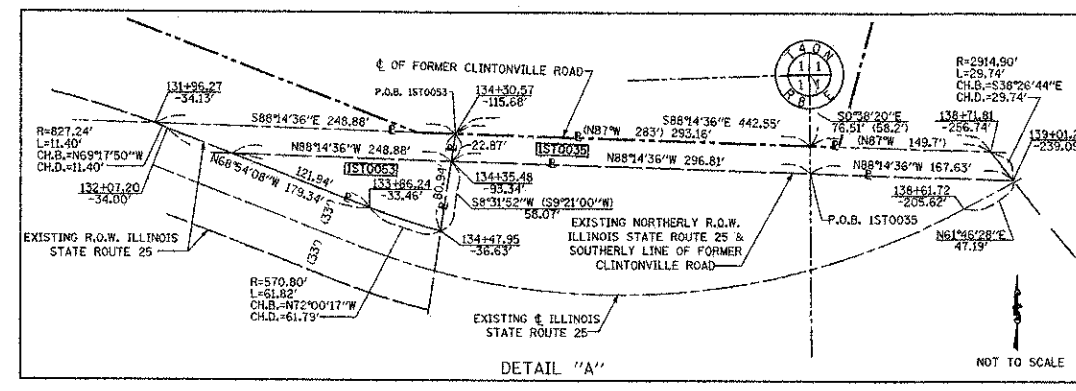 131+96.27
-34.13'
R=827.24'
L=11.40'
CH.B.=N69°17'50"W
CH.D.=11.40'
132+07.20
-34.00'
EXISTING R.O.W. ILLINOIS
STATE ROUTE 25
S88°14'36"E 248.88'
N88°14'36"W 248.88'
N68°54'08"W 179.34'
121.94'
(33')
(33')
133+86.24
-33.46'
R=570.80'
L=61.82'
CH.B.=N72°00'17"W
CH.D.=61.79'
℄ OF FORMER CLINTONVILLE ROAD
P.O.B. 1ST0053
134+30.57
-115.68'
22.87'
80.94'
134+35.48
-93.34'
S8°31'52"W (S9°21'00"W)
58.07'
134+47.95
-36.63'
(N87°W 283') 293.16'
1ST0035
S88°14'36"E 442.55'
N88°14'36"W 296.81'
EXISTING NORTHERLY R.O.W.
ILLINOIS STATE ROUTE 25 &
SOUTHERLY LINE OF FORMER
CLINTONVILLE ROAD
EXISTING ℄ ILLINOIS
STATE ROUTE 25
T40N
R8E
S0°38'20"E
76.51' (58.2')
(N87°W 149.7')
N88°14'36"W 167.63'
P.O.B. 1ST0035
R=2914.90'
L=29.74'
CH.B.=S38°26'44"E
CH.D.=29.74'
138+71.81
-256.74'
138+61.72
-205.62'
N61°46'28"E
47.19'
DETAIL "A"
NOT TO SCALE